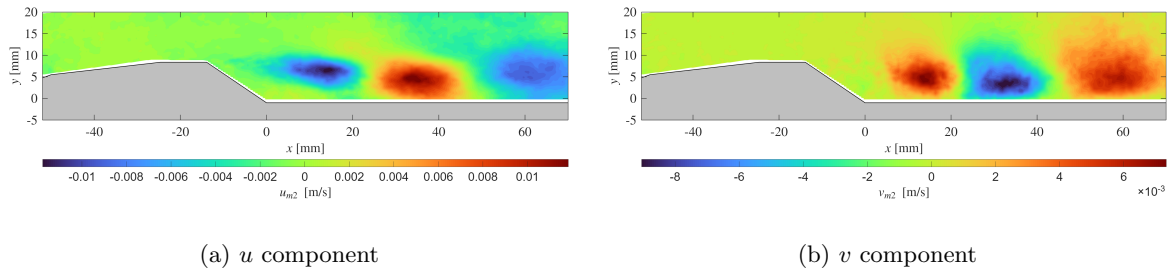 20
15
10
5
0
-5
y [mm]
-40 -20 0 20 40 60
x [mm]
-0.01 -0.008 -0.006 -0.004 -0.002 0 0.002 0.004 0.006 0.008 0.01
u_{m2} [m/s]
(a) u component
20
15
10
5
0
-5
y [mm]
-40 -20 0 20 40 60
x [mm]
-8 -6 -4 -2 0 2 4 6
×10^{-3}
v_{m2} [m/s]
(b) v component